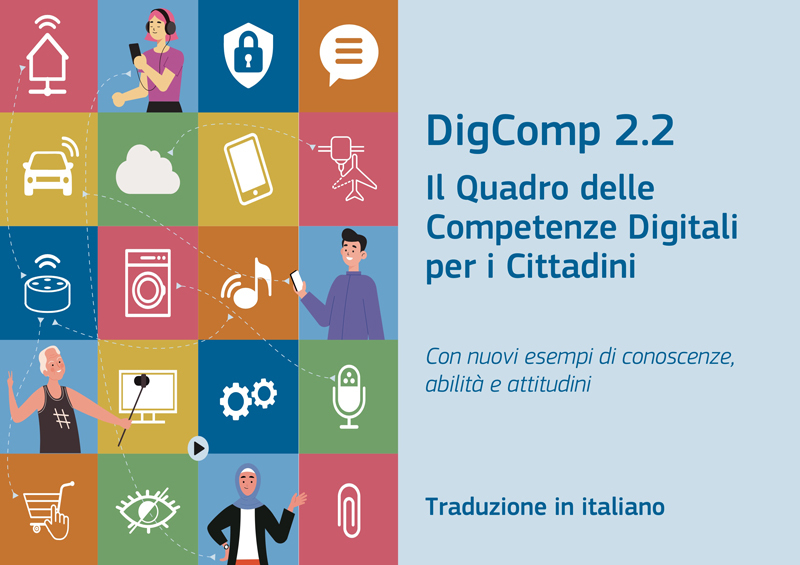 DigComp 2.2
Il Quadro delle
Competenze Digitali
per i Cittadini
Con nuovi esempi di conoscenze,
abilità e attitudini
Traduzione in italiano